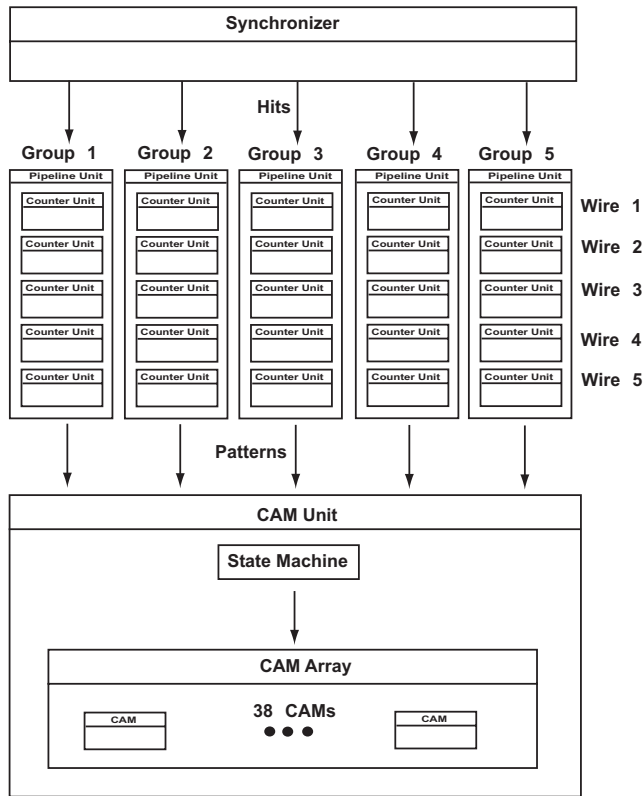 Synchronizer
Hits
Group 1 Group 2 Group 3 Group 4 Group 5
Pipeline Unit Pipeline Unit Pipeline Unit Pipeline Unit Pipeline Unit
Counter Unit Counter Unit Counter Unit Counter Unit Counter Unit Wire 1
Counter Unit Counter Unit Counter Unit Counter Unit Counter Unit Wire 2
Counter Unit Counter Unit Counter Unit Counter Unit Counter Unit Wire 3
Counter Unit Counter Unit Counter Unit Counter Unit Counter Unit Wire 4
Counter Unit Counter Unit Counter Unit Counter Unit Counter Unit Wire 5
Patterns
CAM Unit
State Machine
CAM Array
38 CAMs
CAM CAM